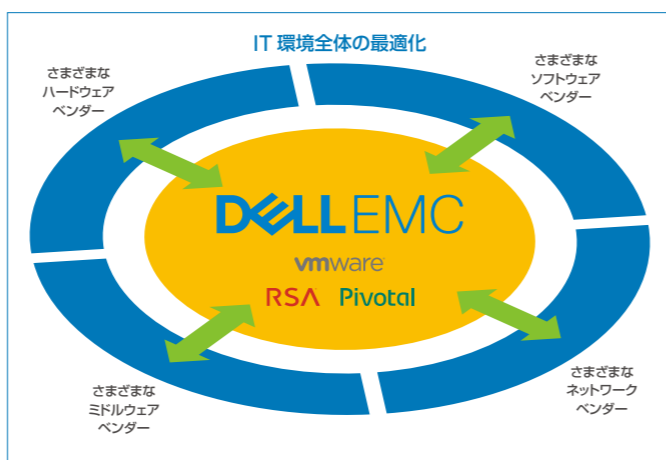 IT 環境全体の最適化
さまざまな
ハードウェア
ベンダー
さまざまな
ソフトウェア
ベンダー
DELL EMC
vmware
RSA Pivotal
さまざまな
ミドルウェア
ベンダー
さまざまな
ネットワーク
ベンダー